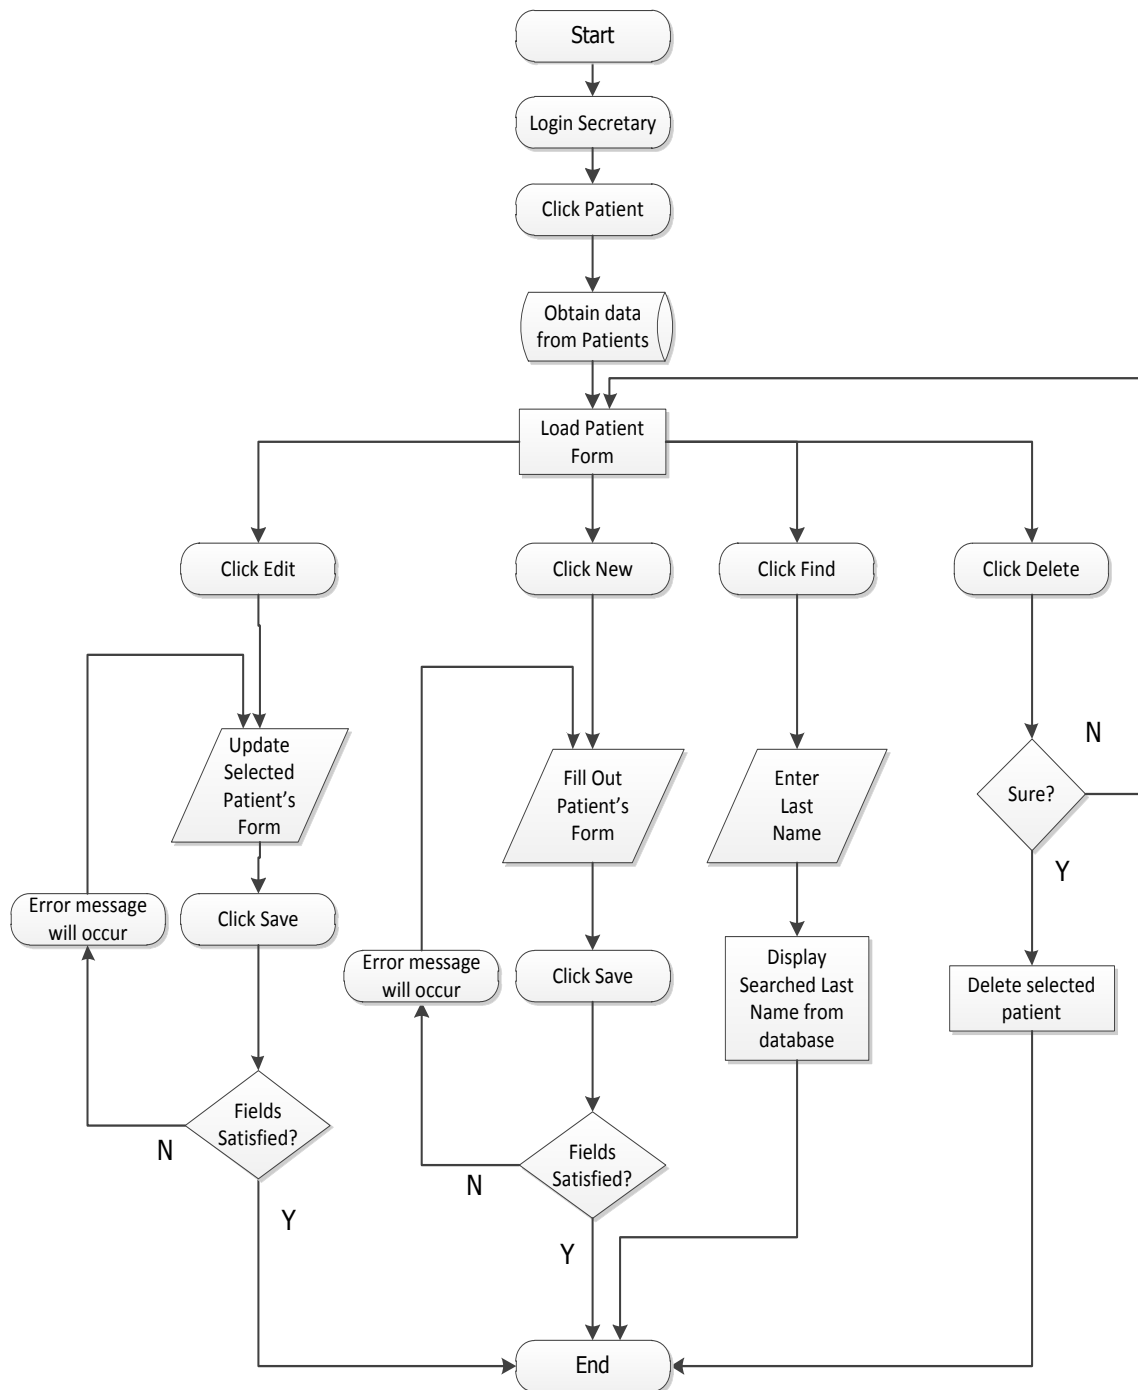 Start
Login Secretary
Click Patient
Obtain data
from Patients
Load Patient
Form
Click Edit
Click New
Click Find
Click Delete
Update
Selected
Patient’s
Form
Fill Out
Patient’s
Form
Enter
Last
Name
Sure?
N
Y
Error message
will occur
Click Save
Error message
will occur
Click Save
Display
Searched Last
Name from
database
Delete selected
patient
Fields
Satisfied?
N
Y
Fields
Satisfied?
N
Y
End